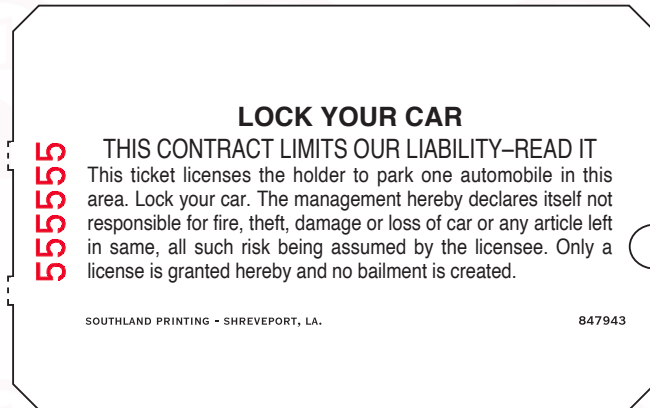 LOCK YOUR CAR
THIS CONTRACT LIMITS OUR LIABILITY–READ IT
This ticket licenses the holder to park one automobile in this
area. Lock your car. The management hereby declares itself not
responsible for fire, theft, damage or loss of car or any article left
in same, all such risk being assumed by the licensee. Only a
license is granted hereby and no bailment is created.
555555
SOUTHLAND PRINTING - SHREVEPORT, LA. 847943